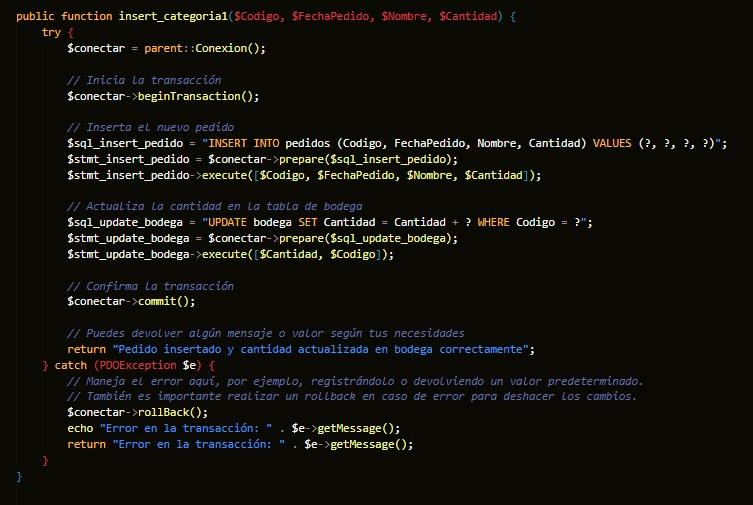 public function insert_categoria1($Codigo, $FechaPedido, $Nombre, $Cantidad) {
try {
$conectar = parent::Conexion();
// Inicia la transacción
$conectar->beginTransaction();
// Inserta el nuevo pedido
$sql_insert_pedido = "INSERT INTO pedidos (Codigo, FechaPedido, Nombre, Cantidad) VALUES (?, ?, ?, ?)";
$stmt_insert_pedido = $conectar->prepare($sql_insert_pedido);
$stmt_insert_pedido->execute([$Codigo, $FechaPedido, $Nombre, $Cantidad]);
// Actualiza la cantidad en la tabla de bodega
$sql_update_bodega = "UPDATE bodega SET Cantidad = Cantidad + ? WHERE Codigo = ?";
$stmt_update_bodega = $conectar->prepare($sql_update_bodega);
$stmt_update_bodega->execute([$Cantidad, $Codigo]);
// Confirma la transacción
$conectar->commit();
// Puedes devolver algún mensaje o valor según tus necesidades
return "Pedido insertado y cantidad actualizada en bodega correctamente";
} catch (PDOException $e) {
// Maneja el error aquí, por ejemplo, registrándolo o devolviendo un valor predeterminado.
// También es importante realizar un rollback en caso de error para deshacer los cambios.
$conectar->rollBack();
echo "Error en la transacción: " . $e->getMessage();
return "Error en la transacción: " . $e->getMessage();
}
}